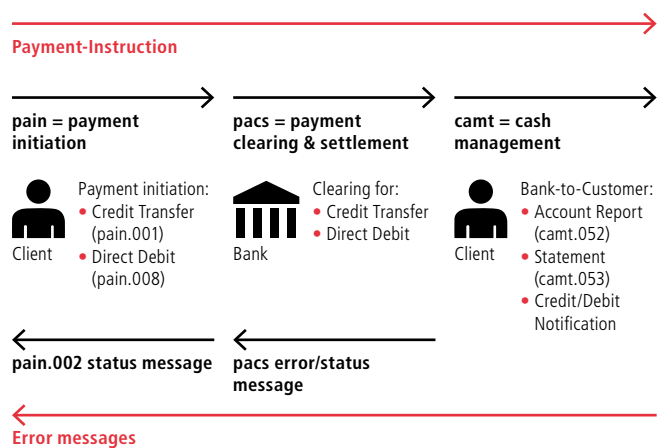 Payment-Instruction
pain = payment
initiation
pacs = payment
clearing & settlement
camt = cash
management
Payment initiation:
• Credit Transfer
(pain.001)
• Direct Debit
(pain.008)
Client
Clearing for:
• Credit Transfer
• Direct Debit
Bank
Bank-to-Customer:
• Account Report
(camt.052)
• Statement
(camt.053)
• Credit/Debit
Notification
Client
pain.002 status message
pacs error/status
message
Error messages